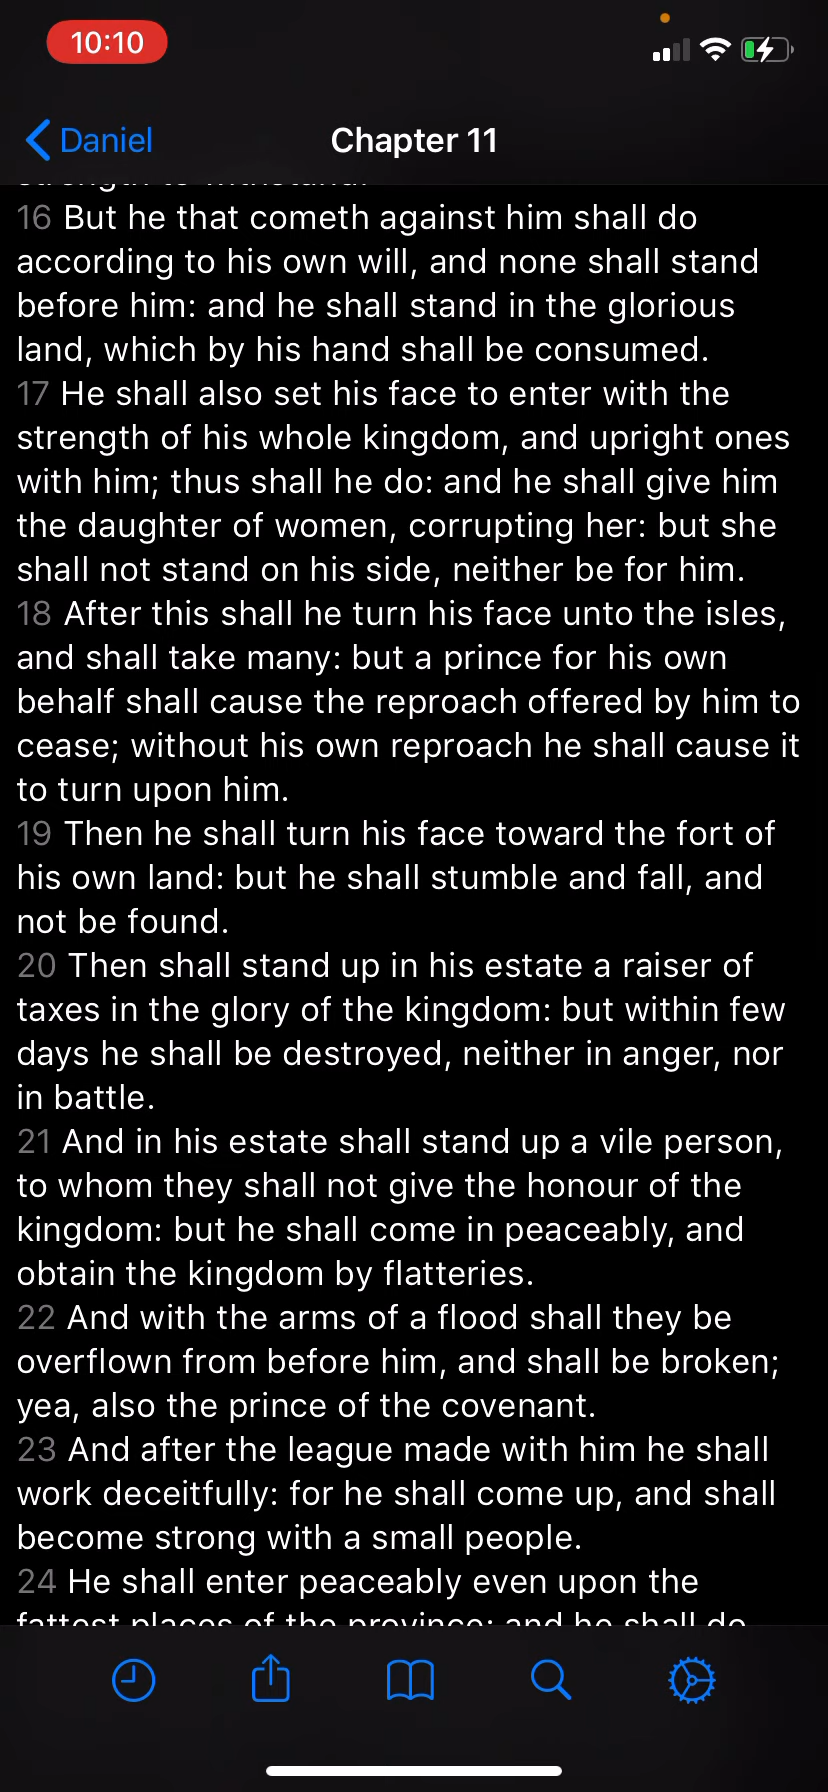 10:10
Daniel
Chapter 11
16 But he that cometh against him shall do
according to his own will, and none shall stand
before him: and he shall stand in the glorious
land, which by his hand shall be consumed.
17 He shall also set his face to enter with the
strength of his whole kingdom, and upright ones
with him; thus shall he do: and he shall give him
the daughter of women, corrupting her: but she
shall not stand on his side, neither be for him.
18 After this shall he turn his face unto the isles,
and shall take many: but a prince for his own
behalf shall cause the reproach offered by him to
cease; without his own reproach he shall cause it
to turn upon him.
19 Then he shall turn his face toward the fort of
his own land: but he shall stumble and fall, and
not be found.
20 Then shall stand up in his estate a raiser of
taxes in the glory of the kingdom: but within few
days he shall be destroyed, neither in anger, nor
in battle.
21 And in his estate shall stand up a vile person,
to whom they shall not give the honour of the
kingdom: but he shall come in peaceably, and
obtain the kingdom by flatteries.
22 And with the arms of a flood shall they be
overflown from before him, and shall be broken;
yea, also the prince of the covenant.
23 And after the league made with him he shall
work deceitfully: for he shall come up, and shall
become strong with a small people.
24 He shall enter peaceably even upon the
fattest places of the province; and he shall do